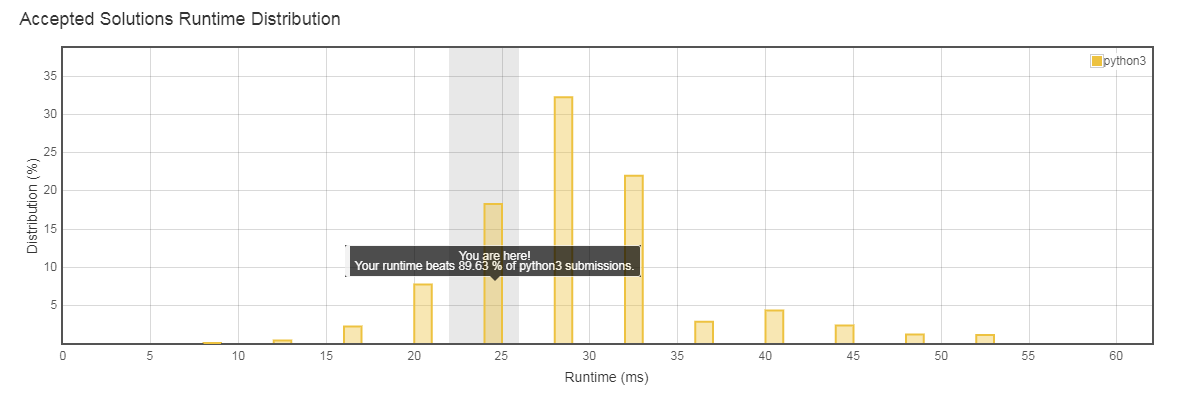 Accepted Solutions Runtime Distribution
python3
35
30
25
20
15
10
5
Distribution (%)
You are here!
Your runtime beats 89.63 % of python3 submissions.
0 5 10 15 20 25 30 35 40 45 50 55 60
Runtime (ms)